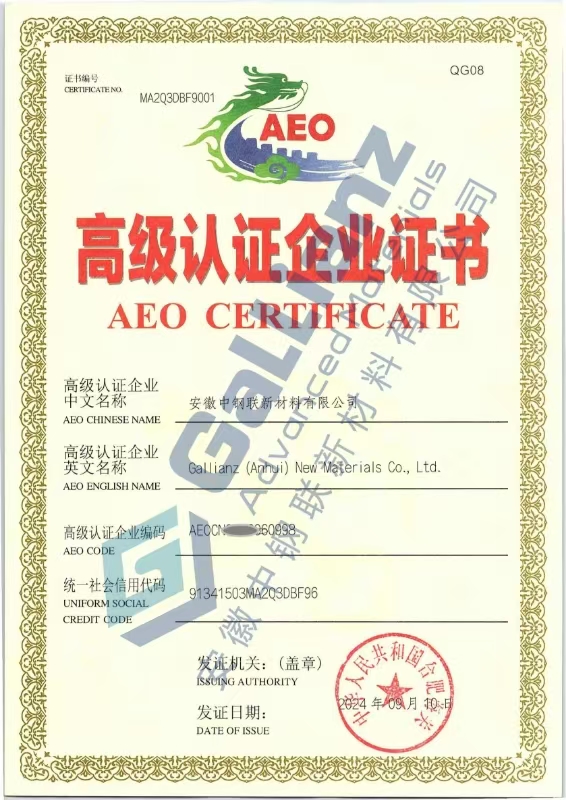 证书编号
CERTIFICATE NO.
MA2Q3DBF9001
QG08
AEO
高级认证企业证书
AEO CERTIFICATE
高级认证企业
中文名称
AEO CHINESE NAME
安徽中钢联新材料有限公司
高级认证企业
英文名称
AEO ENGLISH NAME
Gallianz (Anhui) New Materials Co., Ltd.
高级认证企业编码
AEO CODE
统一社会信用代码
UNIFORM SOCIAL
CREDIT CODE
91341503MA2Q3DBF96
发证机关：(盖章)
ISSUING AUTHORITY
发证日期：
DATE OF ISSUE
2024 年 09 月 10 日
中华人民共和国合肥海关
GaLLianz
Advanced Materials
安徽中钢联新材料有限公司